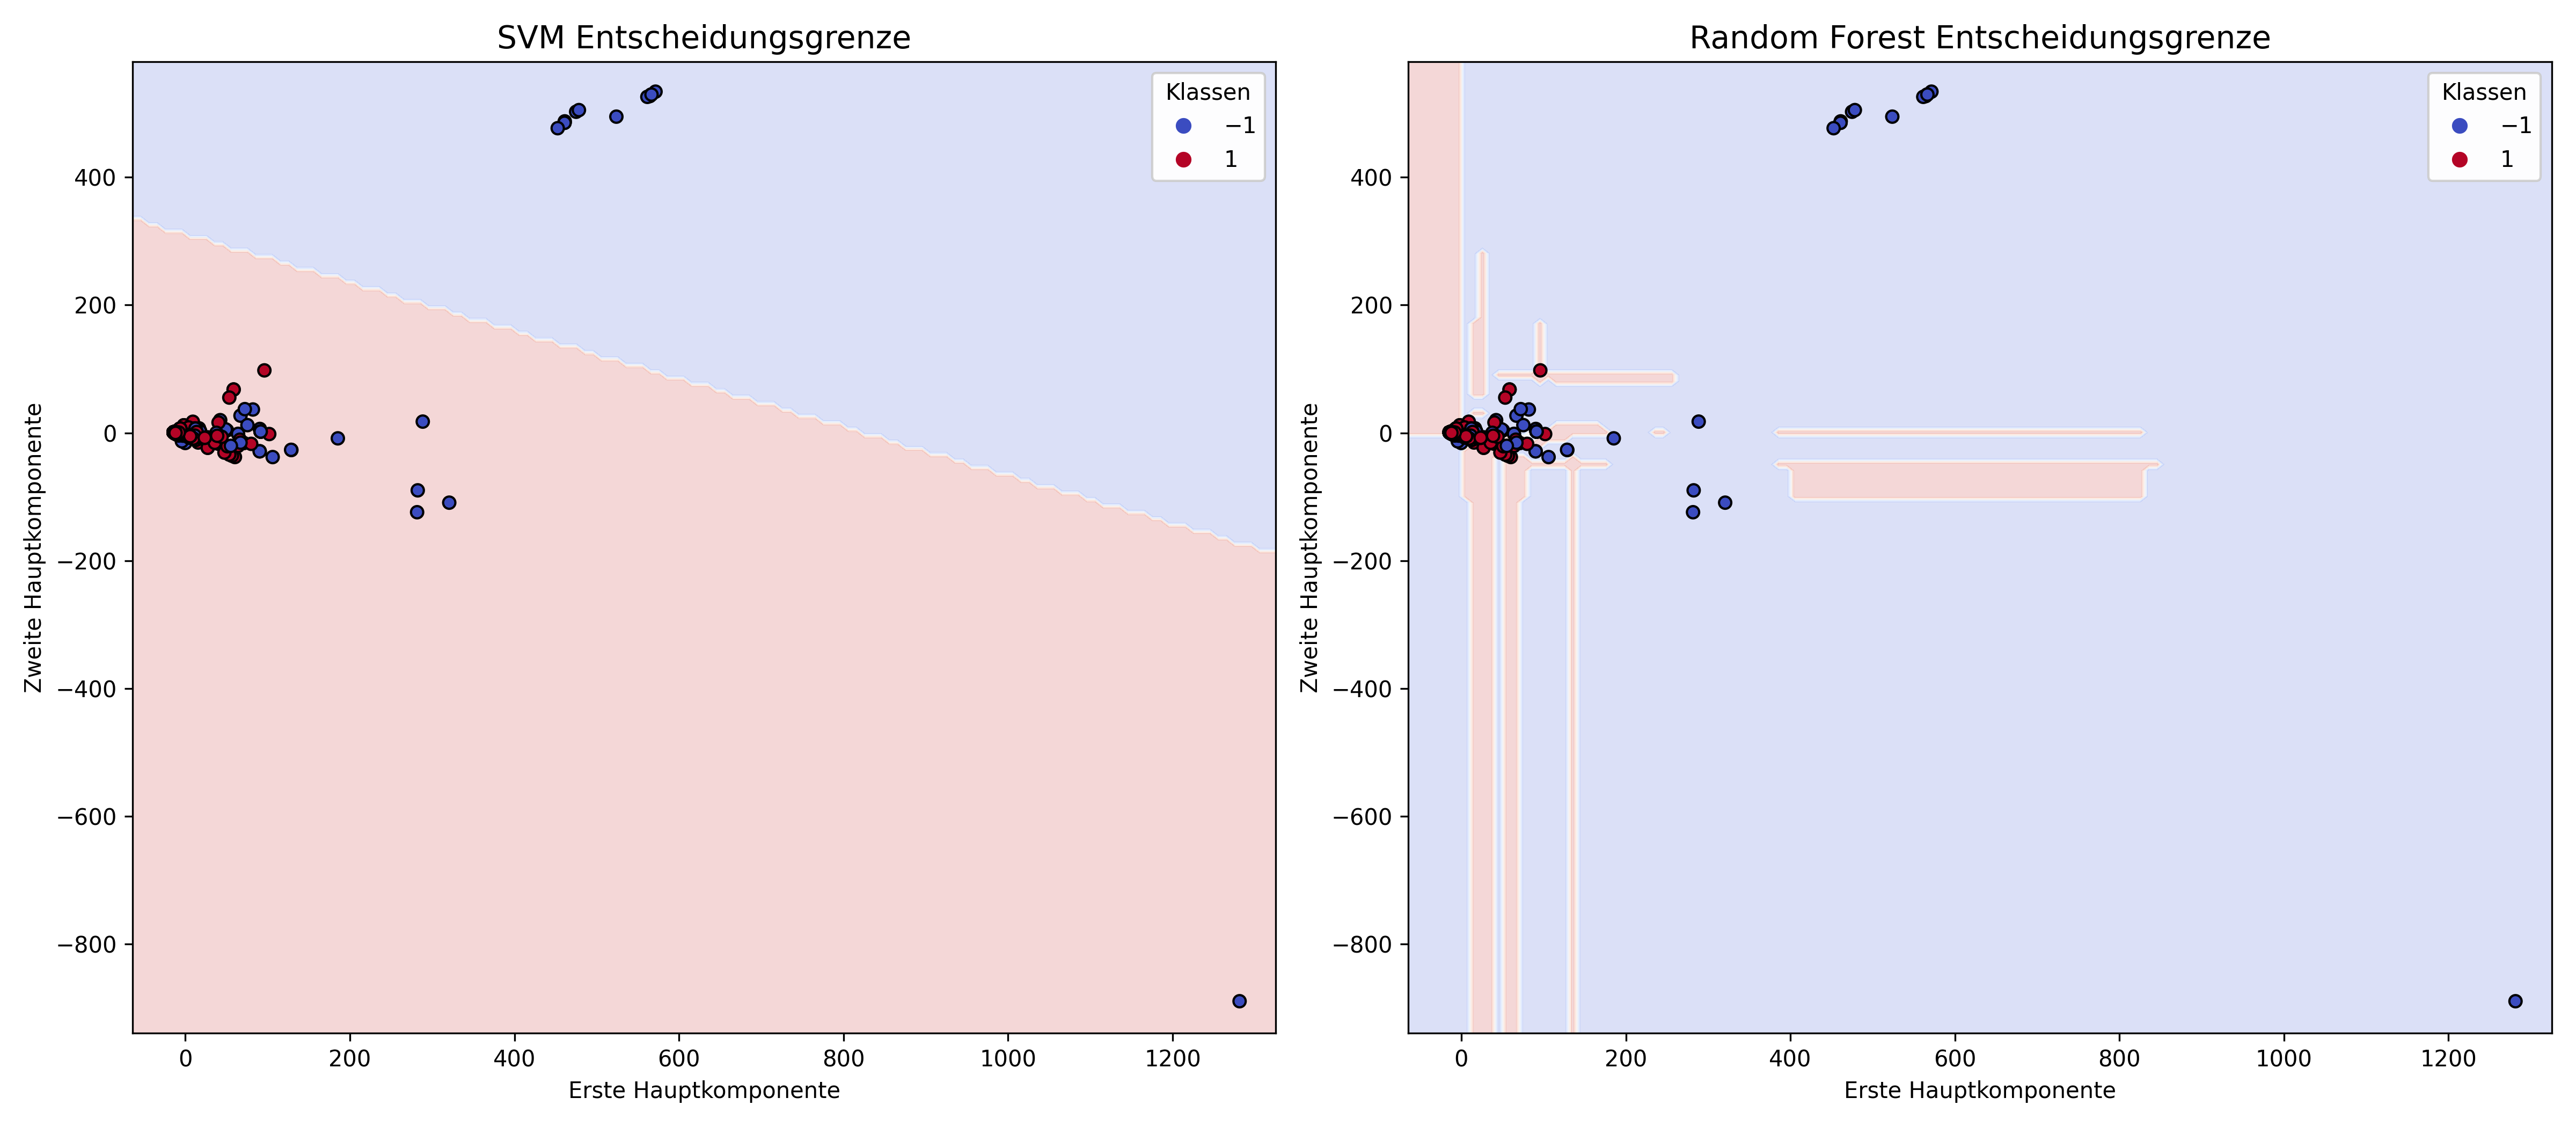 SVM Entscheidungsgrenze
Klassen
−1
1
400
200
0
−200
−400
−600
−800
Zweite Hauptkomponente
0 200 400 600 800 1000 1200
Erste Hauptkomponente
Random Forest Entscheidungsgrenze
Klassen
−1
1
400
200
0
−200
−400
−600
−800
Zweite Hauptkomponente
0 200 400 600 800 1000 1200
Erste Hauptkomponente